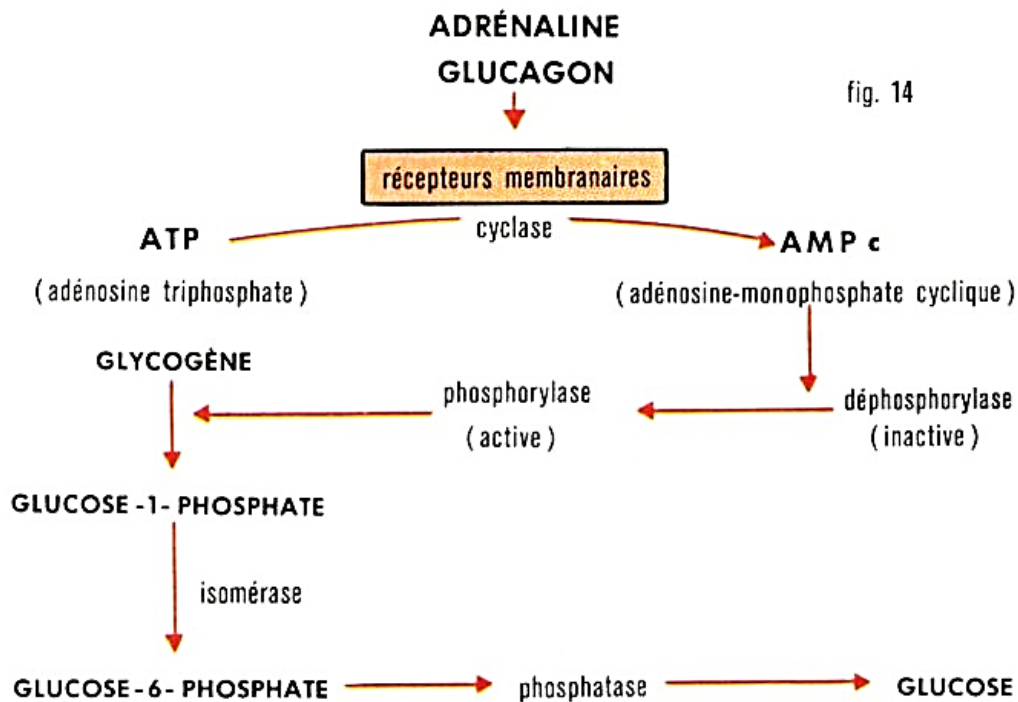 ADRÉNALINE
GLUCAGON
fig. 14
récepteurs membranaires
cyclase
ATP
AMP c
(adénosine triphosphate)
(adénosine-monophosphate cyclique)
GLYCOGÈNE
phosphorylase
(active)
déphosphorylase
(inactive)
GLUCOSE-1-PHOSPHATE
isomérase
GLUCOSE-6-PHOSPHATE
phosphatase
GLUCOSE